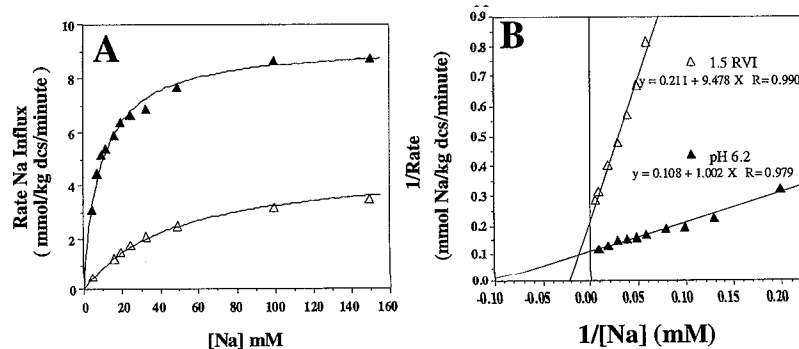 A
Rate Na Influx
( mmol/kg dcs/minute )
10
8
6
4
2
0
0 20 40 60 80 100 120 140 160
[Na] mM
B
1/Rate
(mmol Na/kg dcs/minute)
0.9
0.8
0.7
0.6
0.5
0.4
0.3
0.2
0.1
0.0
1.5 RVI
y = 0.211 + 9.478 X R= 0.990
pH 6.2
y = 0.108 + 1.002 X R= 0.979
-0.10 -0.05 0.00 0.05 0.10 0.15 0.20
1/[Na] (mM)